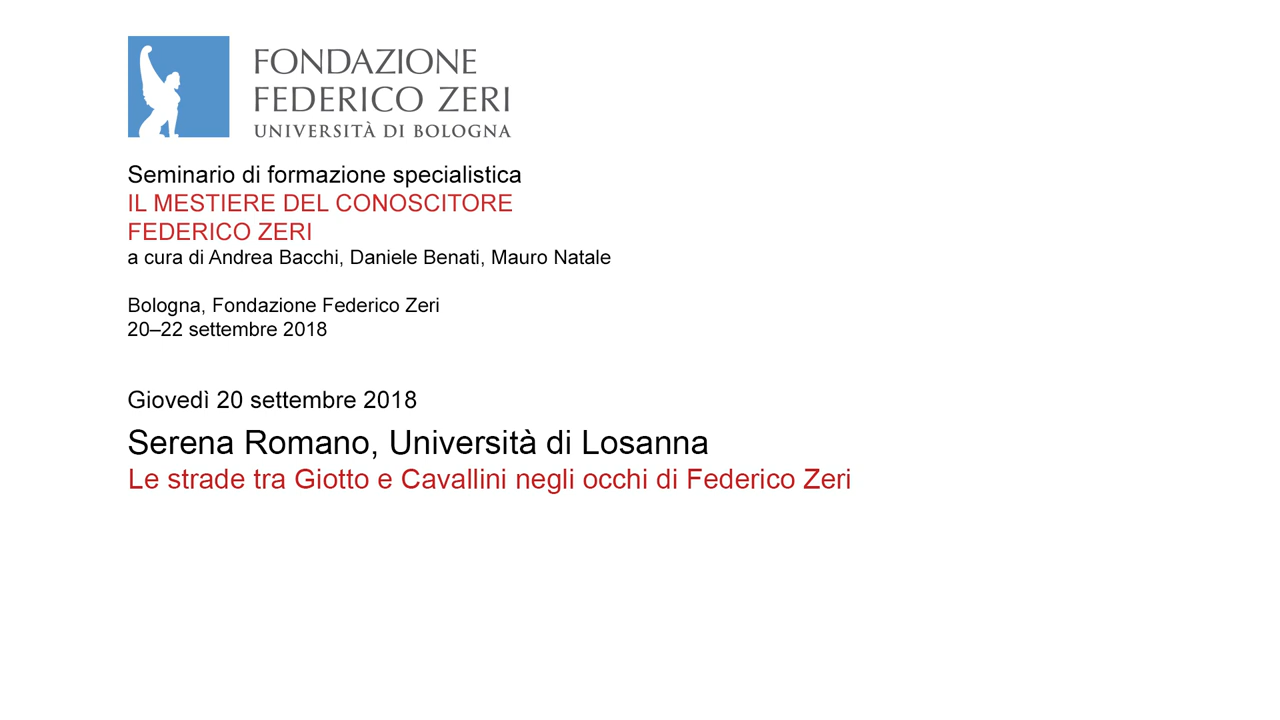 FONDAZIONE
FEDERICO ZERI
UNIVERSITÀ DI BOLOGNA
Seminario di formazione specialistica
IL MESTIERE DEL CONOSCITORE
FEDERICO ZERI
a cura di Andrea Bacchi, Daniele Benati, Mauro Natale
Bologna, Fondazione Federico Zeri
20–22 settembre 2018
Giovedì 20 settembre 2018
Serena Romano, Università di Losanna
Le strade tra Giotto e Cavallini negli occhi di Federico Zeri